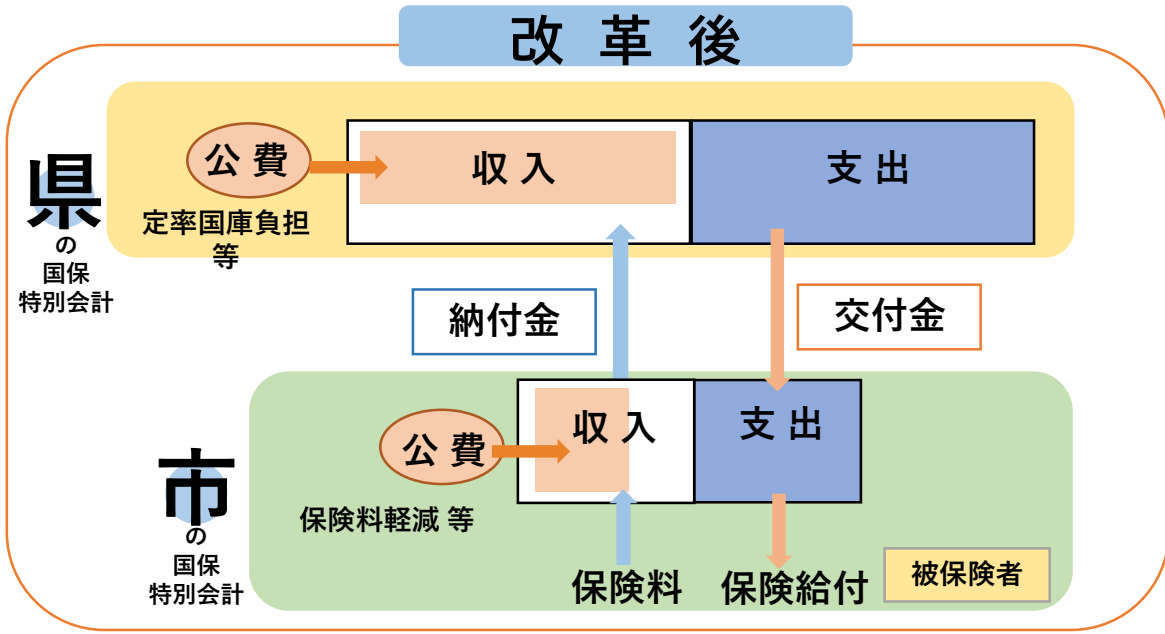 改革後
公費
定率国庫負担
等
収入
支出
県
の
国保
特別会計
納付金
交付金
公費
保険料軽減 等
収入
支出
市
の
国保
特別会計
保険料
保険給付
被保険者